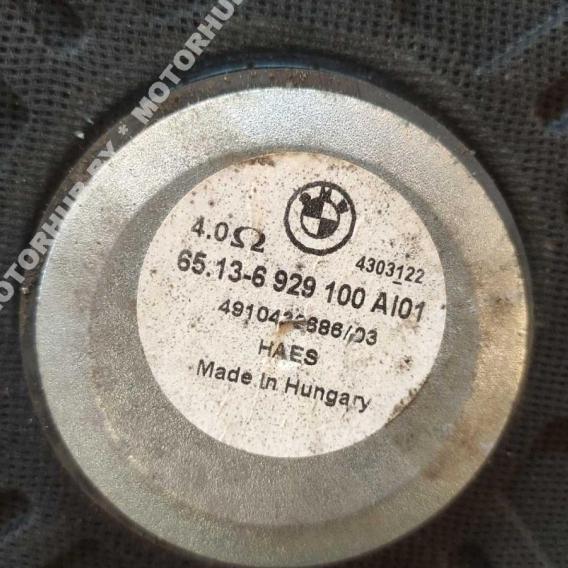 MOTORHUB.BY * MOTORHUB
4.0Ω
4303122
65.13-6 929 100 AI01
HAES
Made in Hungary